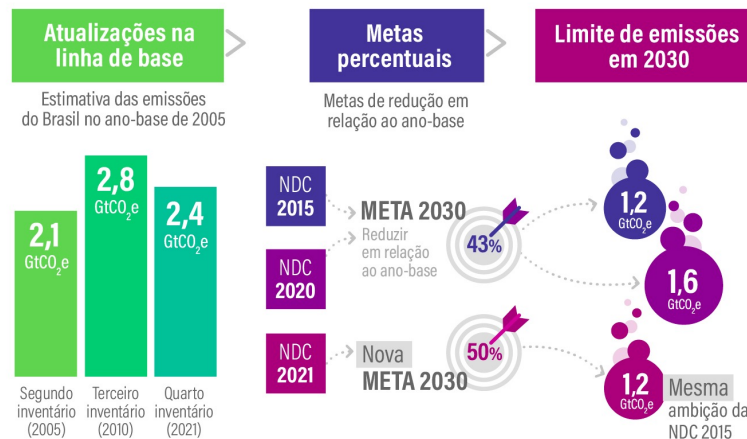 Atualizações na
linha de base
Estimativa das emissões
do Brasil no ano-base de 2005
2,1
GtCO₂e
2,8
GtCO₂e
2,4
GtCO₂e
Segundo
inventário
(2005)
Terceiro
inventário
(2010)
Quarto
inventário
(2021)
Metas
percentuais
Metas de redução em
relação ao ano-base
NDC
2015
NDC
2020
META 2030
Reduzir
em relação
ao ano-base
43%
NDC
2021
Nova
META 2030
50%
Limite de emissões
em 2030
1,2
GtCO₂e
1,6
GtCO₂e
1,2
GtCO₂e
Mesma
ambição da
NDC 2015